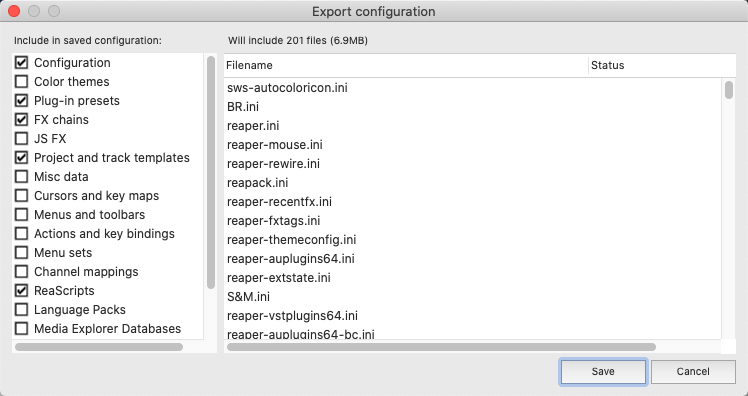 Export configuration
Include in saved configuration:
Will include 201 files (6.9MB)
Configuration
Color themes
Plug-in presets
FX chains
JS FX
Project and track templates
Misc data
Cursors and key maps
Menus and toolbars
Actions and key bindings
Menu sets
Channel mappings
ReaScripts
Language Packs
Media Explorer Databases
Filename Status
sws-autocoloricon.ini
BR.ini
reaper.ini
reaper-mouse.ini
reaper-rewire.ini
reapack.ini
reaper-recentfx.ini
reaper-fxtags.ini
reaper-themeconfig.ini
reaper-auplugins64.ini
reaper-extstate.ini
S&M.ini
reaper-vstplugins64.ini
reaper-auplugins64-bc.ini
Save Cancel